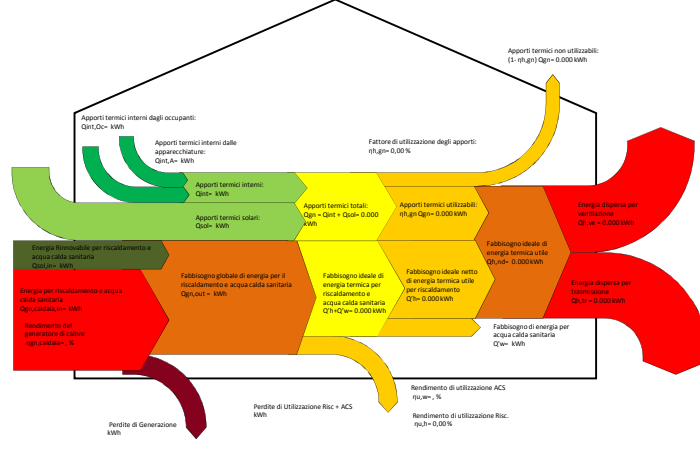 Apporti termici non utilizzabili:
(1- ηh,gn) Qgn= 0.000 kWh
Apporti termici interni dagli occupanti:
Qint,Oc= kWh
Apporti termici interni dalle
apparecchiature:
Qint,A= kWh
Fattore di utilizzazione degli apporti:
ηh,gn= 0,00 %
Apporti termici interni:
Qint= kWh
Apporti termici solari:
Qsol= kWh
Apporti termici totali:
Qgn = Qint + Qsol= 0.000
kWh
Apporti termici utilizzabili:
ηh,gn Qgn= 0.000 kWh
Energia dispersa per
ventilazione
Qh,ve = 0.000 kWh
Fabbisogno ideale di
energia termica utile
Qh,nd= 0.000 kWh
Energia Rinnovabile per riscaldamento e
acqua calda sanitaria
Qsol,in= kWh
Energia per riscaldamento e acqua
calda sanitaria
Qgn,caldaia,in= kWh
Rendimento del
generatore di calore
ηgn,caldaia= , %
Fabbisogno globale di energia per il
riscaldamento e acqua calda sanitaria
Qgn,out = kWh
Fabbisogno ideale di
energia termica per
riscaldamento e
acqua calda sanitaria
Q'h+Q'w= 0.000 kWh
Fabbisogno ideale netto
di energia termica utile
per riscaldamento
Q'h= 0.000 kWh
Energia dispersa per
trasmissione
Qh,tr = 0.000 kWh
Fabbisogno di energia per
acqua calda sanitaria
Q'w= kWh
Rendimento di utilizzazione ACS
ηu,w= , %
Rendimento di utilizzazione Risc.
ηu,h= 0,00 %
Perdite di Utilizzazione Risc + ACS
kWh
Perdite di Generazione
kWh